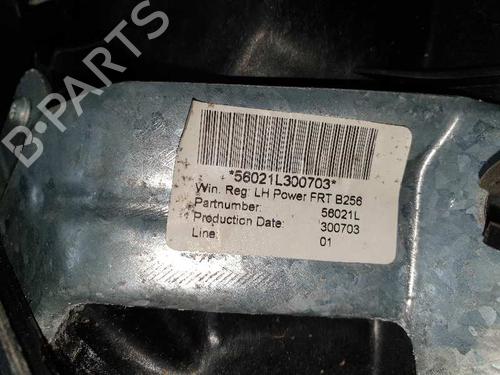 *56021L300703*
Win. Reg: LH Power FRT B256
Partnumber: 56021L
Production Date: 300703
Line: 01
B-PARTS